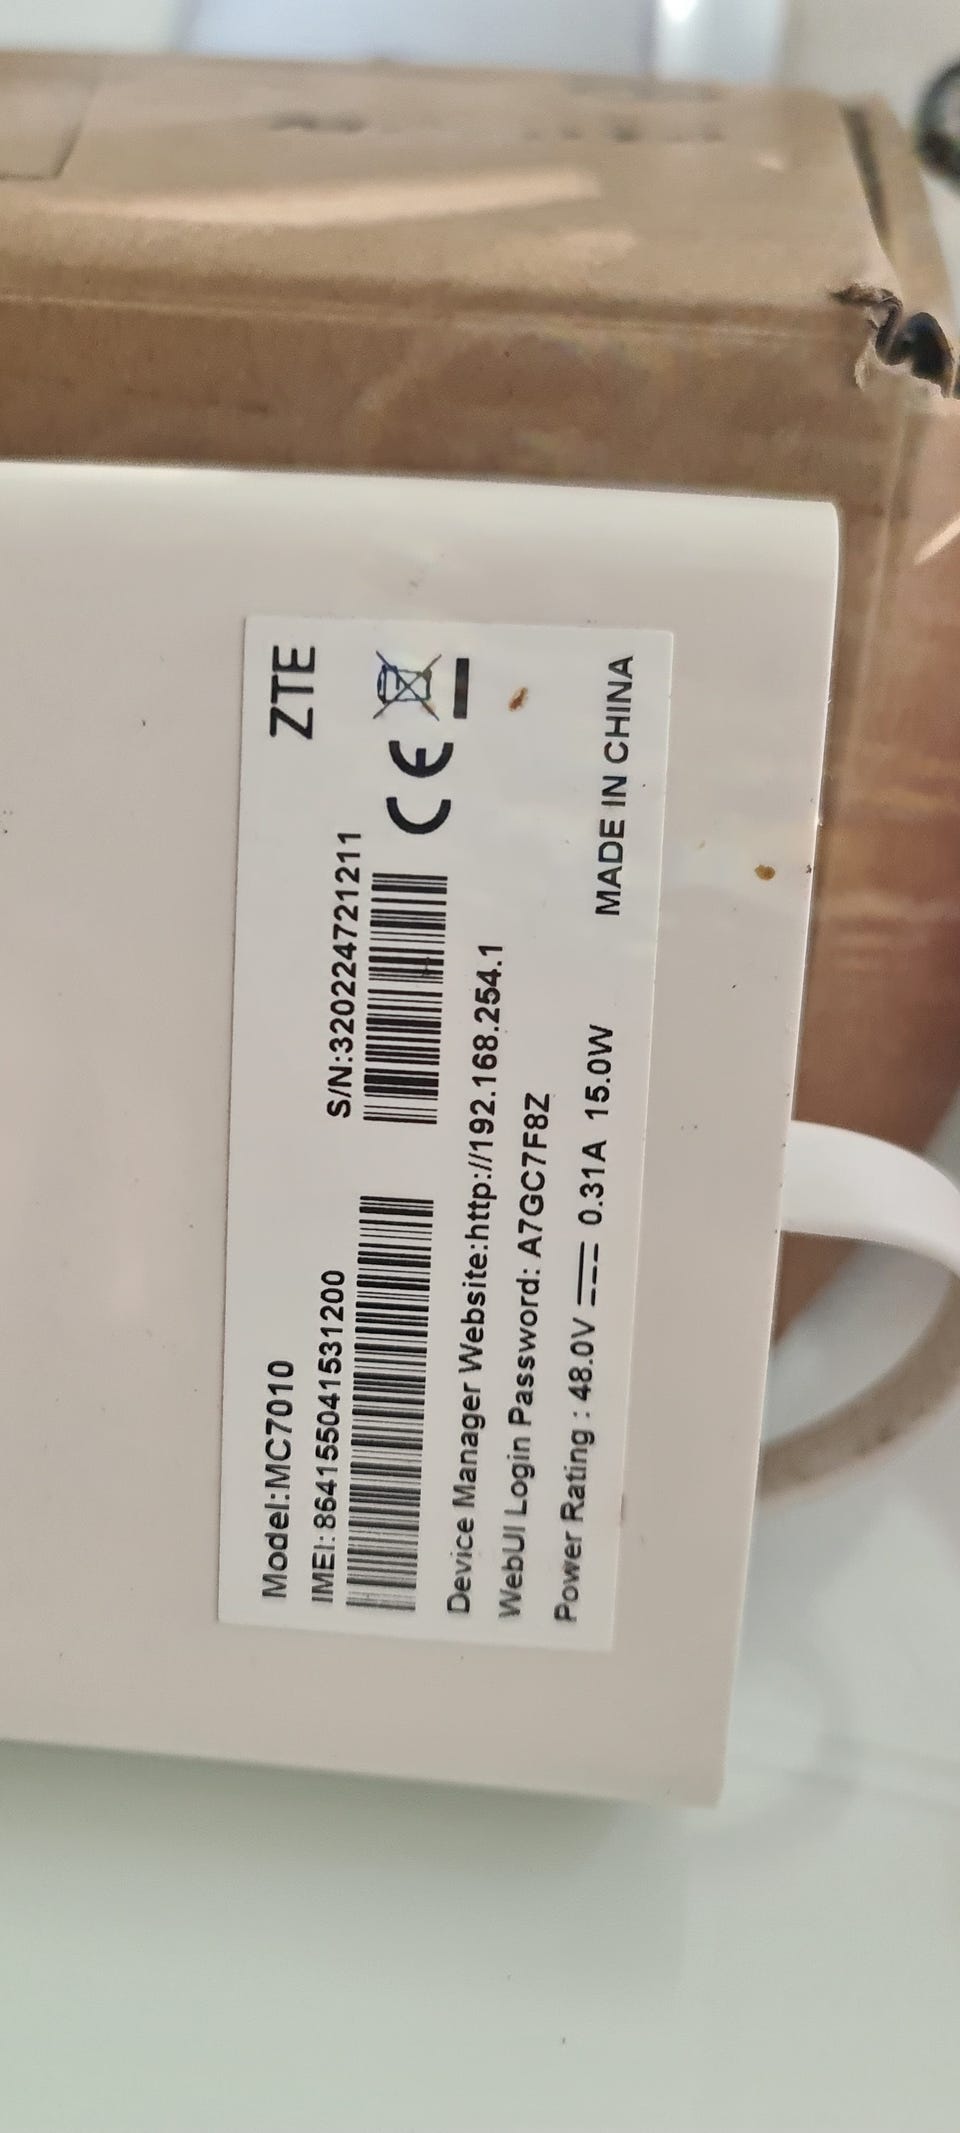 ZTE
Model:MC7010
IMEI: 864155041531200
S/N:320224721211
CE
Device Manager Website:http://192.168.254.1
WebUI Login Password: A7GC7F8Z
Power Rating : 48.0V 0.31A 15.0W
MADE IN CHINA